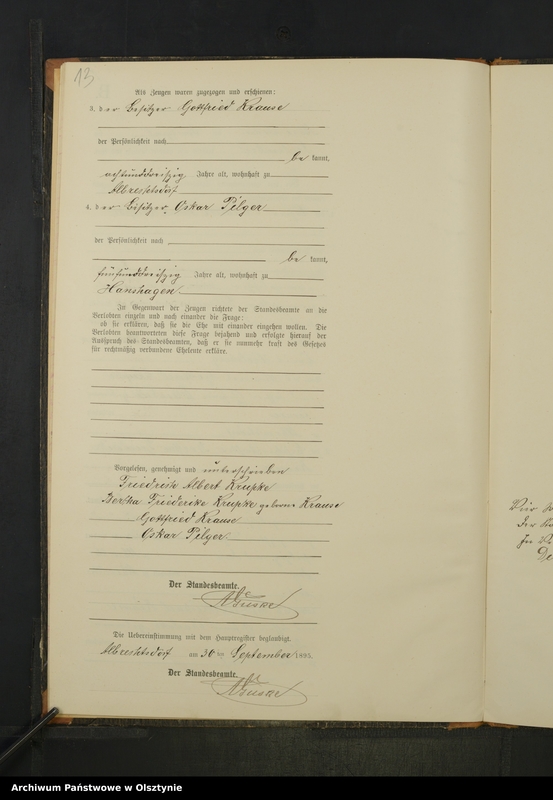 13
Als Zeugen waren zugezogen und erschienen:
3. der Besitzer Gottfried Krause
der Persönlichkeit nach
be kannt,
achtunddreißig Jahre alt, wohnhaft zu
Albrechtsdorf
4. der Besitzer Oskar Pilger
der Persönlichkeit nach
be kannt,
fünfunddreißig Jahre alt, wohnhaft zu
Hanshagen
In Gegenwart der Zeugen richtete der Standesbeamte an die
Verlobten einzeln und nach einander die Frage:
ob sie erklären, daß sie die Ehe mit einander eingehen wollen. Die
Verlobten beantworteten diese Frage bejahend und erfolgte hierauf der
Ausspruch des Standesbeamten, daß er sie nunmehr kraft des Gesetzes
für rechtmäßig verbundene Eheleute erkläre.
Vorgelesen, genehmigt und unterschrieben
Friedrich Albert Krupke
Bertha Friederike Krupke geborene Krause
Gottfried Krause
Oskar Pilger
Der Standesbeamte.
Die Uebereinstimmung mit dem Hauptregister beglaubigt.
Albrechtsdorf am 30 ten September 1893.
Der Standesbeamte.
Archiwum Państwowe w Olsztynie